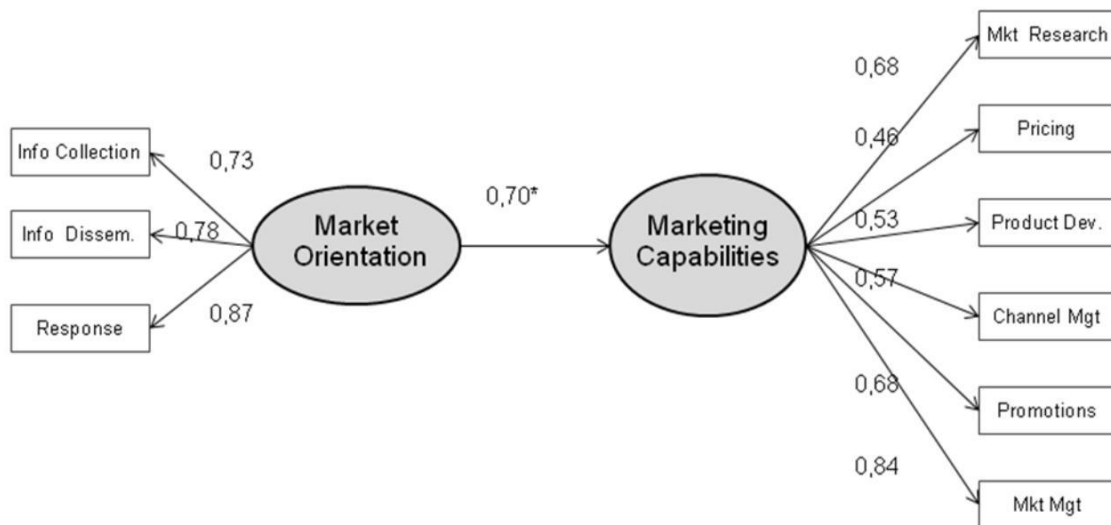 Info Collection
Info Dissem.
Response
0,73
0,78
0,87
Market
Orientation
0,70*
Marketing
Capabilities
0,68
0,46
0,53
0,57
0,68
0,84
Mkt Research
Pricing
Product Dev.
Channel Mgt
Promotions
Mkt Mgt